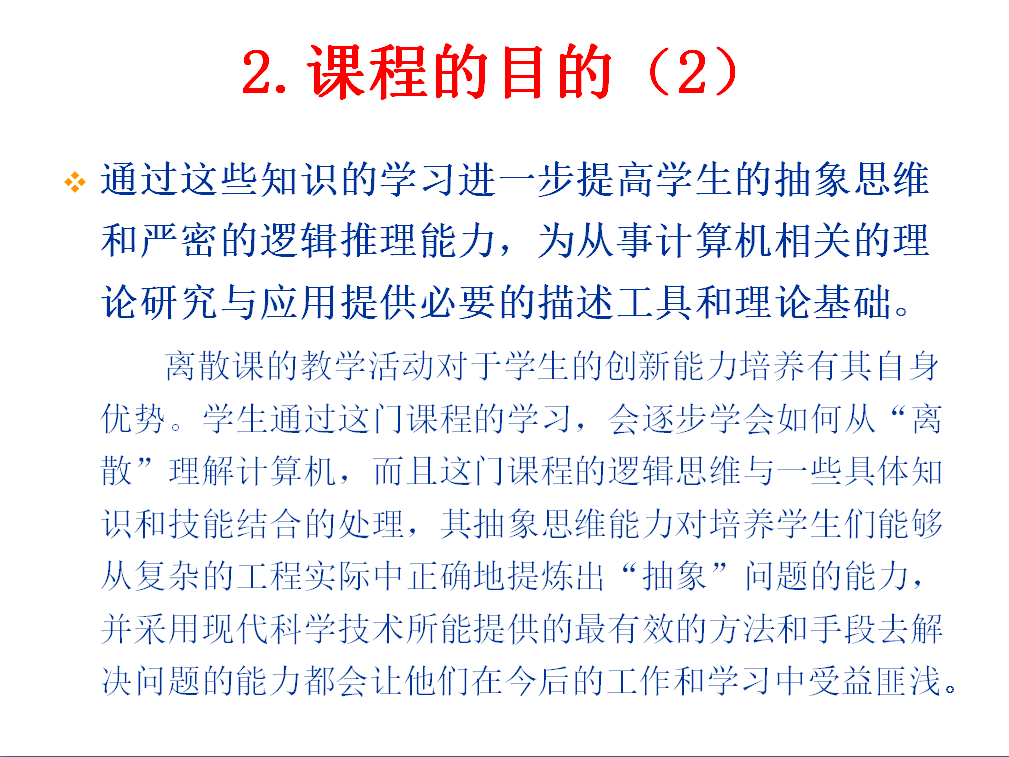 2.课程的目的（2）
通过这些知识的学习进一步提高学生的抽象思维
和严密的逻辑推理能力，为从事计算机相关的理
论研究与应用提供必要的描述工具和理论基础。
离散课的教学活动对于学生的创新能力培养有其自身
优势。学生通过这门课程的学习，会逐步学会如何从“离
散”理解计算机，而且这门课程的逻辑思维与一些具体知
识和技能结合的处理，其抽象思维能力对培养学生们能够
从复杂的工程实际中正确地提炼出“抽象”问题的能力，
并采用现代科学技术所能提供的最有效的方法和手段去解
决问题的能力都会让他们在今后的工作和学习中受益匪浅。